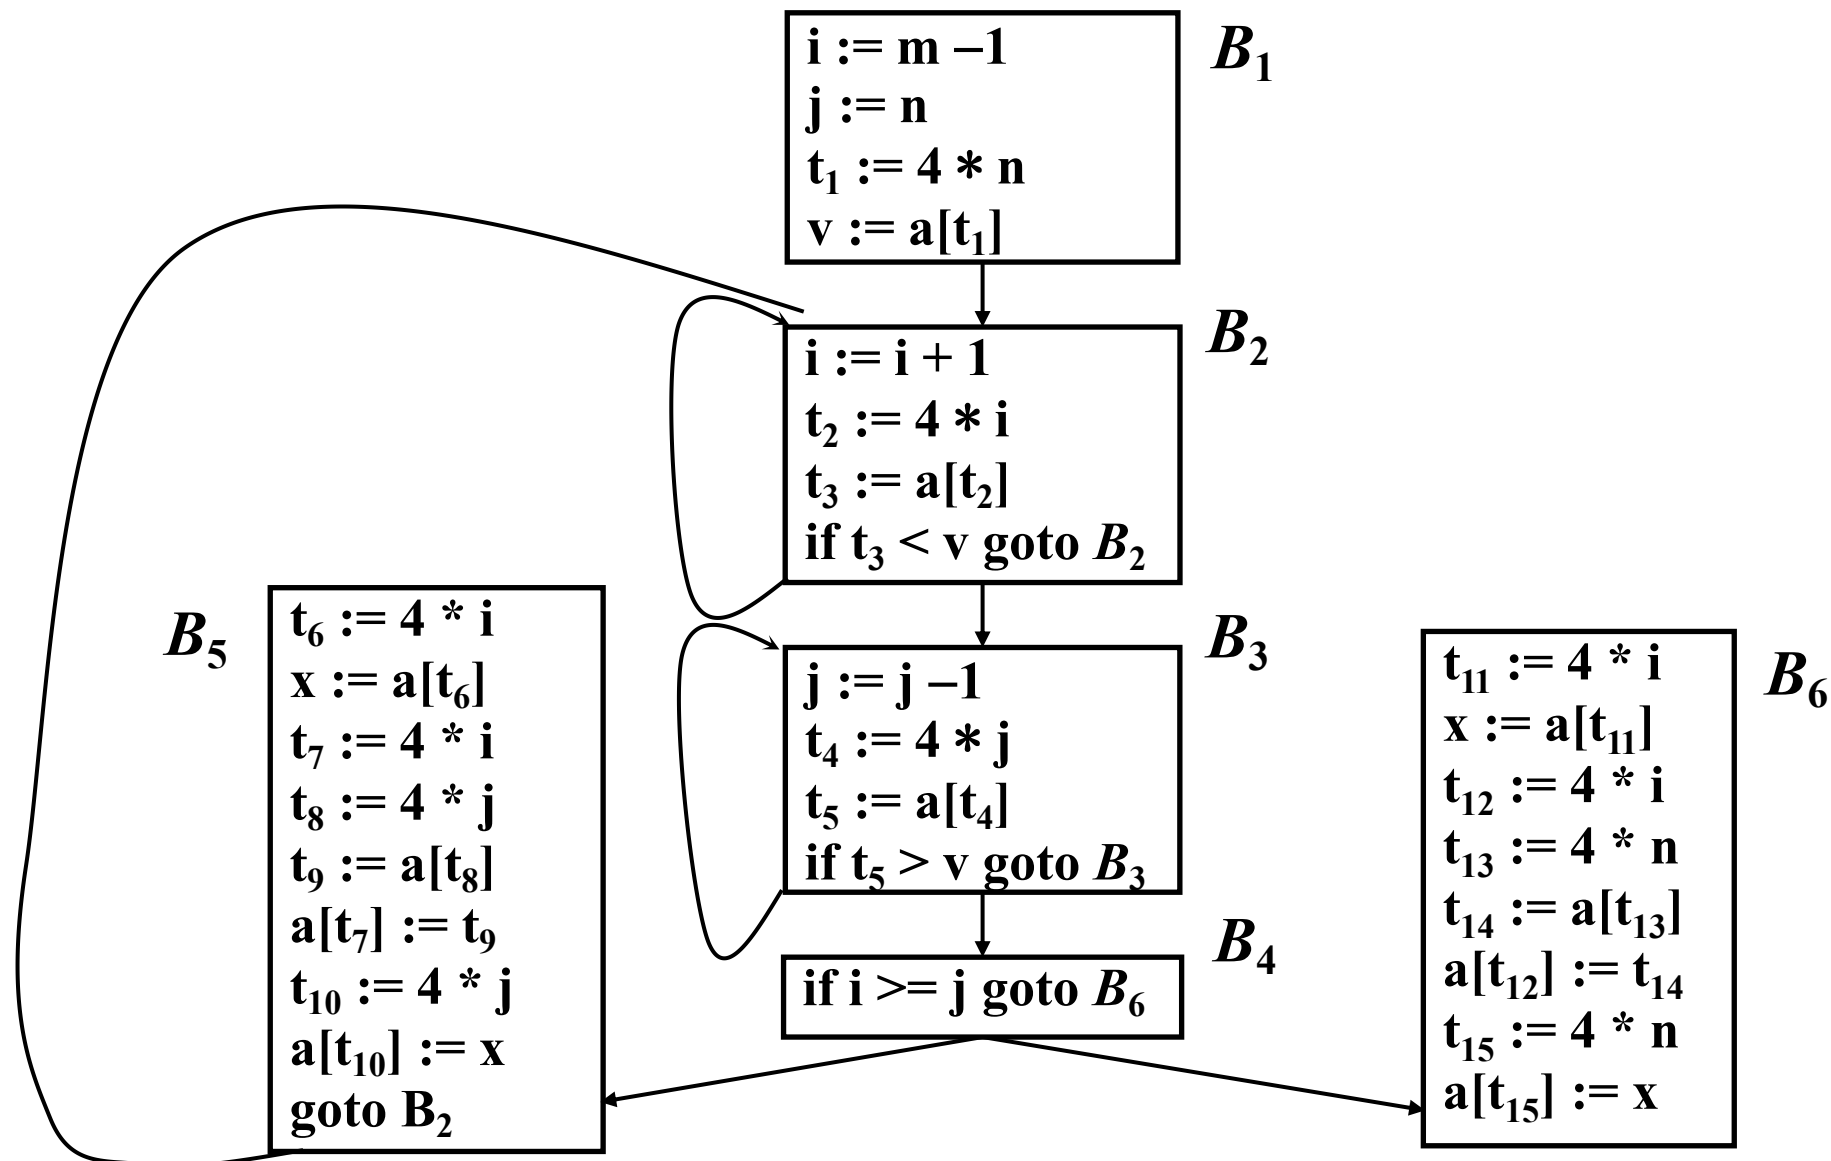 i := m –1
j := n
t₁ := 4 * n
v := a[t₁]
B₁
i := i + 1
t₂ := 4 * i
t₃ := a[t₂]
if t₃ < v goto B₂
B₂
j := j –1
t₄ := 4 * j
t₅ := a[t₄]
if t₅ > v goto B₃
B₃
if i >= j goto B₆
B₄
B₅
t₆ := 4 * i
x := a[t₆]
t₇ := 4 * i
t₈ := 4 * j
t₉ := a[t₈]
a[t₇] := t₉
t₁₀ := 4 * j
a[t₁₀] := x
goto B₂
t₁₁ := 4 * i
x := a[t₁₁]
t₁₂ := 4 * i
t₁₃ := 4 * n
t₁₄ := a[t₁₃]
a[t₁₂] := t₁₄
t₁₅ := 4 * n
a[t₁₅] := x
B₆